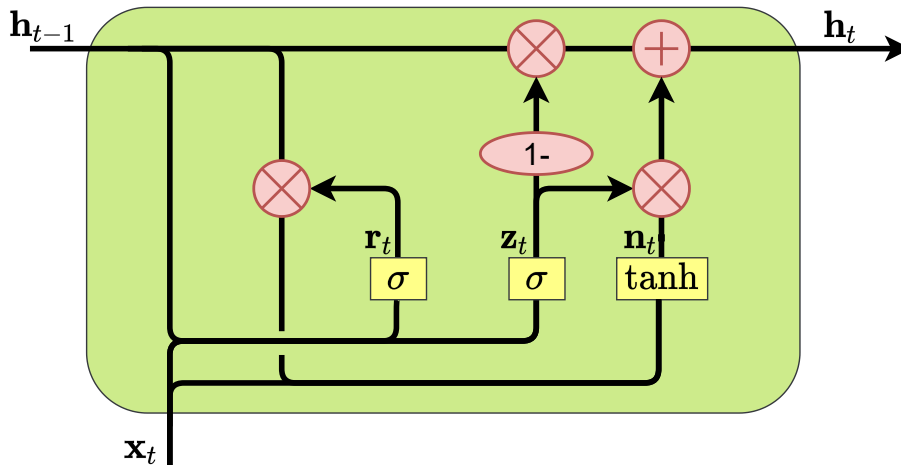 h_{t−1} h_t
1-
r_t z_t n_t
σ σ tanh
x_t